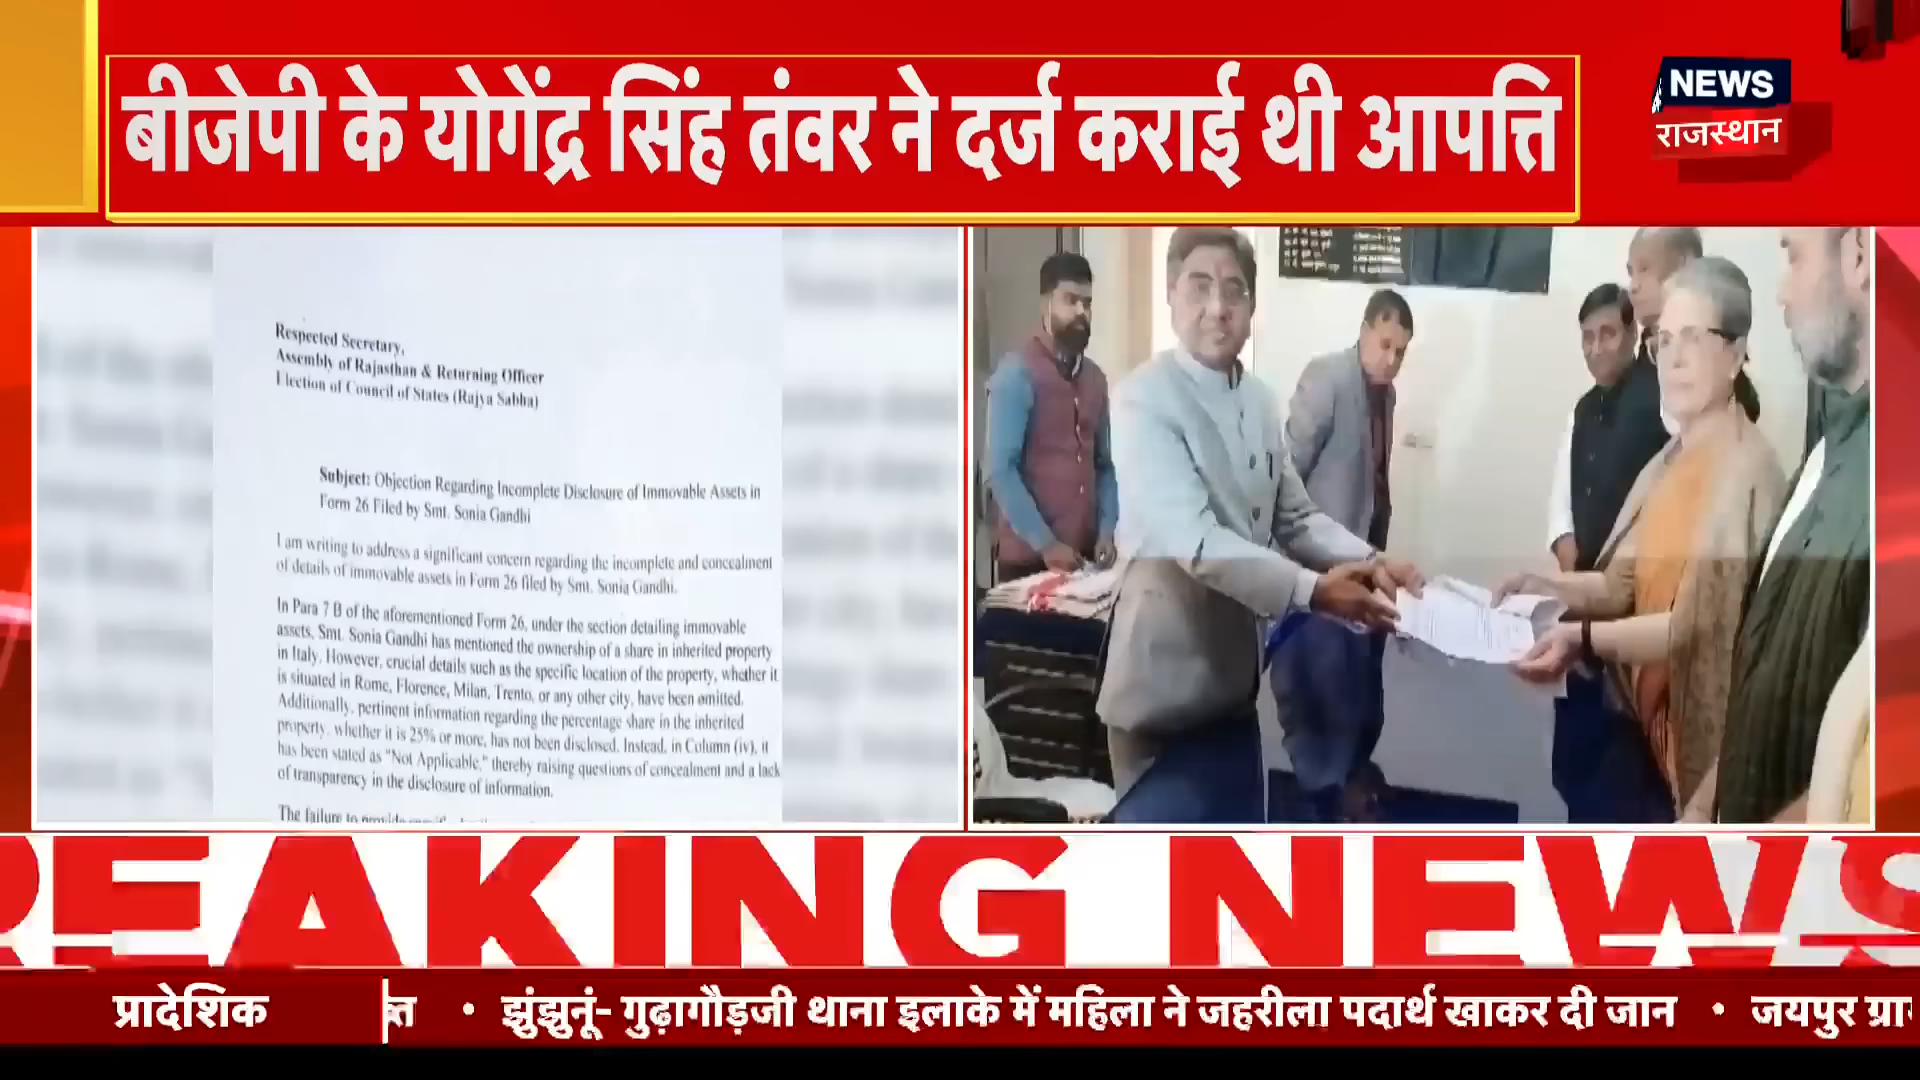 बीजेपी के योगेंद्र सिंह तंवर ने दर्ज कराई थी आपत्ति
NEWS
राजस्थान
Respected Secretary,
Assembly of Rajasthan & Returning Officer
Election of Council of States (Rajya Sabha)
Subject: Objection Regarding Incomplete Disclosure of Immovable Assets in
Form 26 Filed by Smt. Sonia Gandhi
I am writing to address a significant concern regarding the incomplete and concealment
of details of immovable assets in Form 26 filed by Smt. Sonia Gandhi.
In Para 7 B of the aforementioned Form 26, under the section detailing immovable
assets, Smt. Sonia Gandhi has mentioned the ownership of a share in inherited property
in Italy. However, crucial details such as the specific location of the property, whether it
is situated in Rome, Florence, Milan, Trento, or any other city, have been omitted.
Additionally, pertinent information regarding the percentage share in the inherited
property, whether it is 25% or more, has not been disclosed. Instead, in Column (iv), it
has been stated as "Not Applicable," thereby raising questions of concealment and a lack
of transparency in the disclosure of information.
The failure to provide
REAKING NEWS
प्रादेशिक
• झुंझुनूं- गुढ़ागौड़जी थाना इलाके में महिला ने जहरीला पदार्थ खाकर दी जान • जयपुर ग्रा